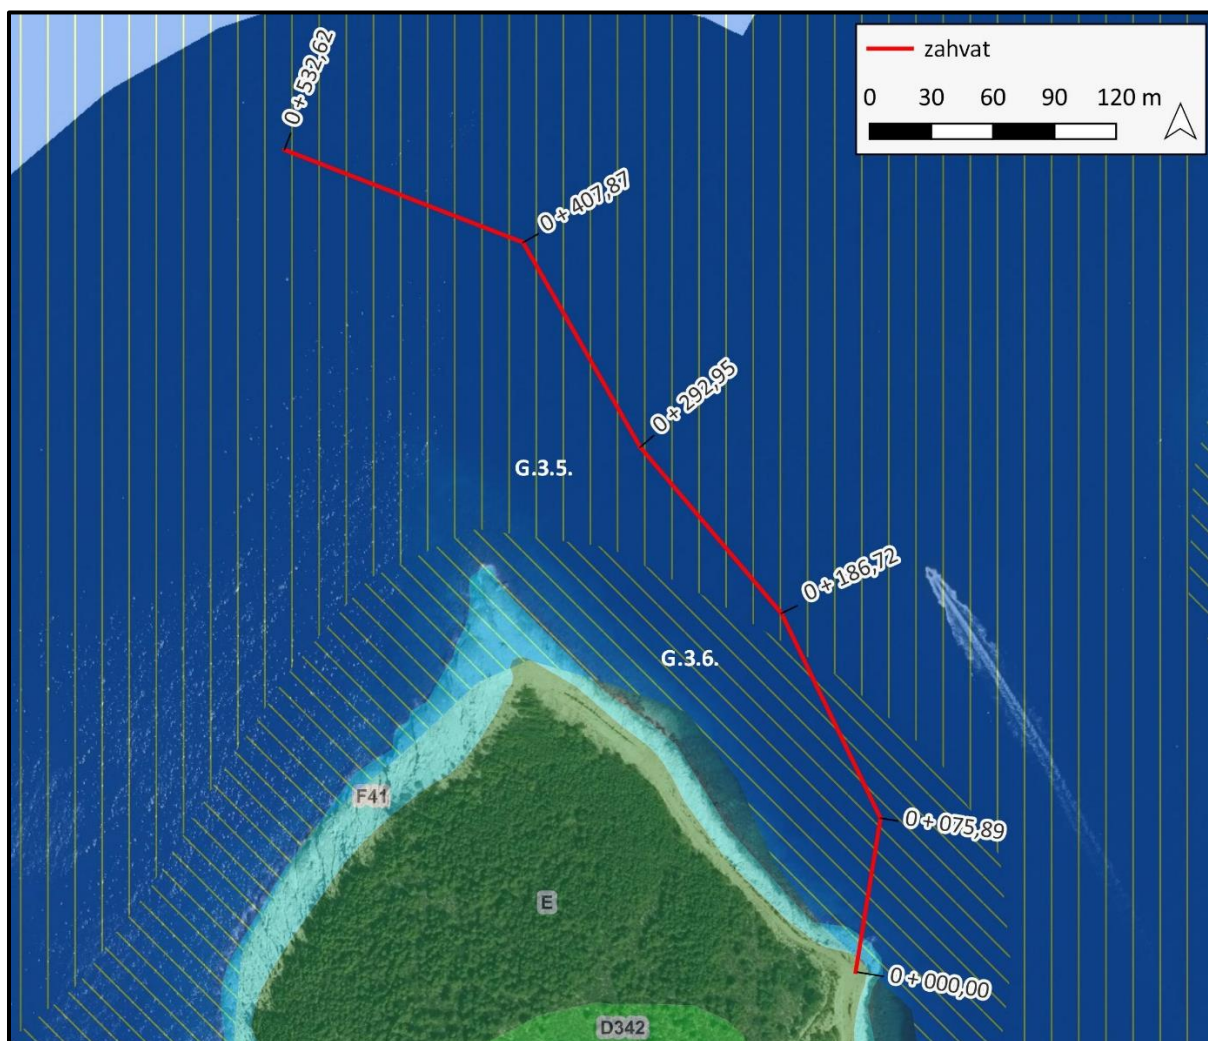 zahvat
0 30 60 90 120 m
0 + 532,62
0 + 407,87
0 + 292,95
G.3.5.
0 + 186,72
G.3.6.
F41
0 + 075,89
E
0 + 000,00
D342